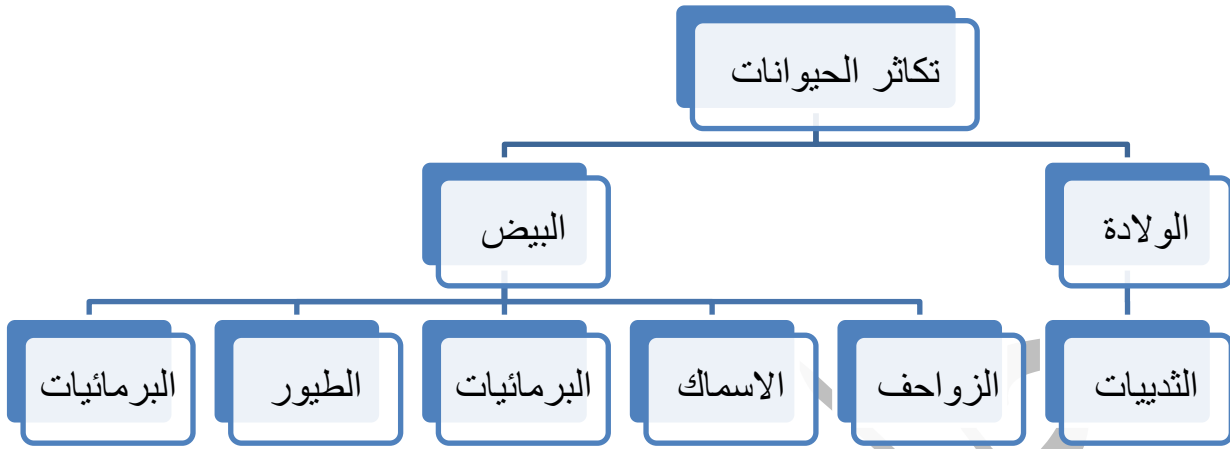 تكاثر الحيوانات
الولادة
البيض
الثدييات
الزواحف
الاسماك
البرمائيات
الطيور
البرمائيات